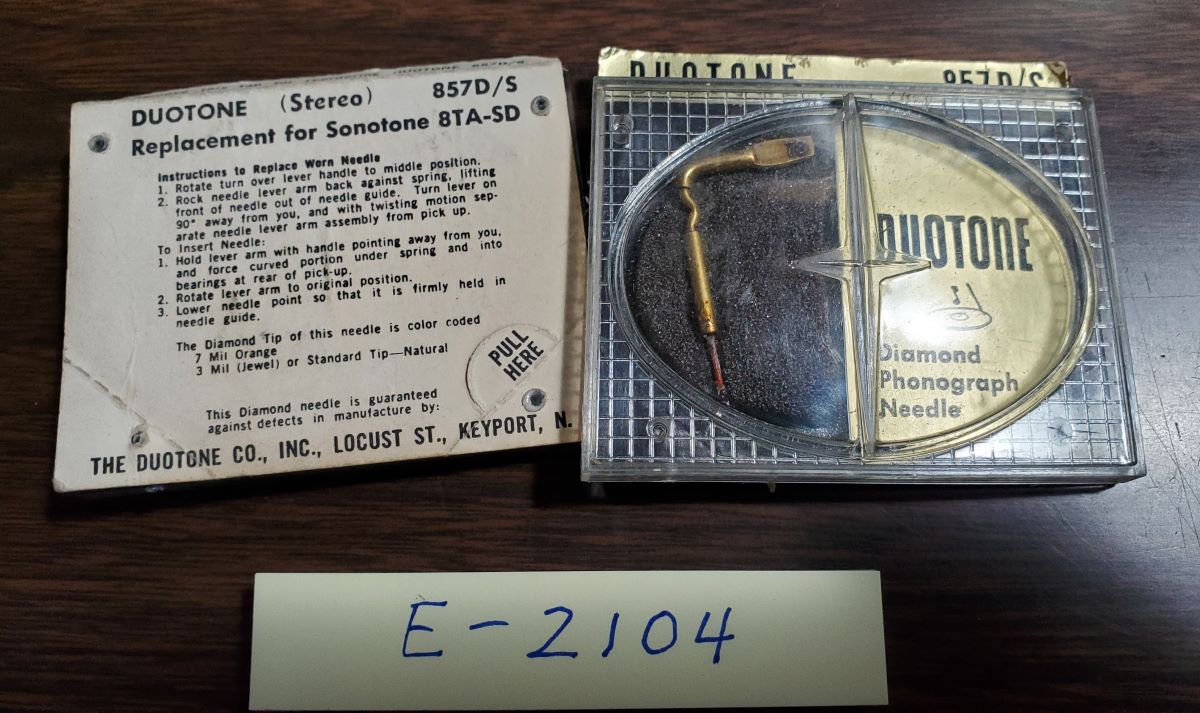 DUOTONE (Stereo) 857D/S
Replacement for Sonotone 8TA-SD
Instructions to Replace Worn Needle
1. Rotate turn over lever handle to middle position.
2. Rock needle lever arm back against spring, lifting
front of needle out of needle guide. Turn lever on
90° away from you, and with twisting motion sep-
arate needle lever arm assembly from pick up.
To Insert Needle:
1. Hold lever arm with handle pointing away from you,
and force curved portion under spring and into
bearings at rear of pick-up.
2. Rotate lever arm to original position.
3. Lower needle point so that it is firmly held in
needle guide.
The Diamond Tip of this needle is color coded
7 Mil Orange
3 Mil (Jewel) or Standard Tip—Natural
PULL
HERE
This Diamond needle is guaranteed
against defects in manufacture by:
THE DUOTONE CO., INC., LOCUST ST., KEYPORT, N.
DUOTONE 857D/S
DUOTONE
Diamond
Phonograph
Needle
E-2104